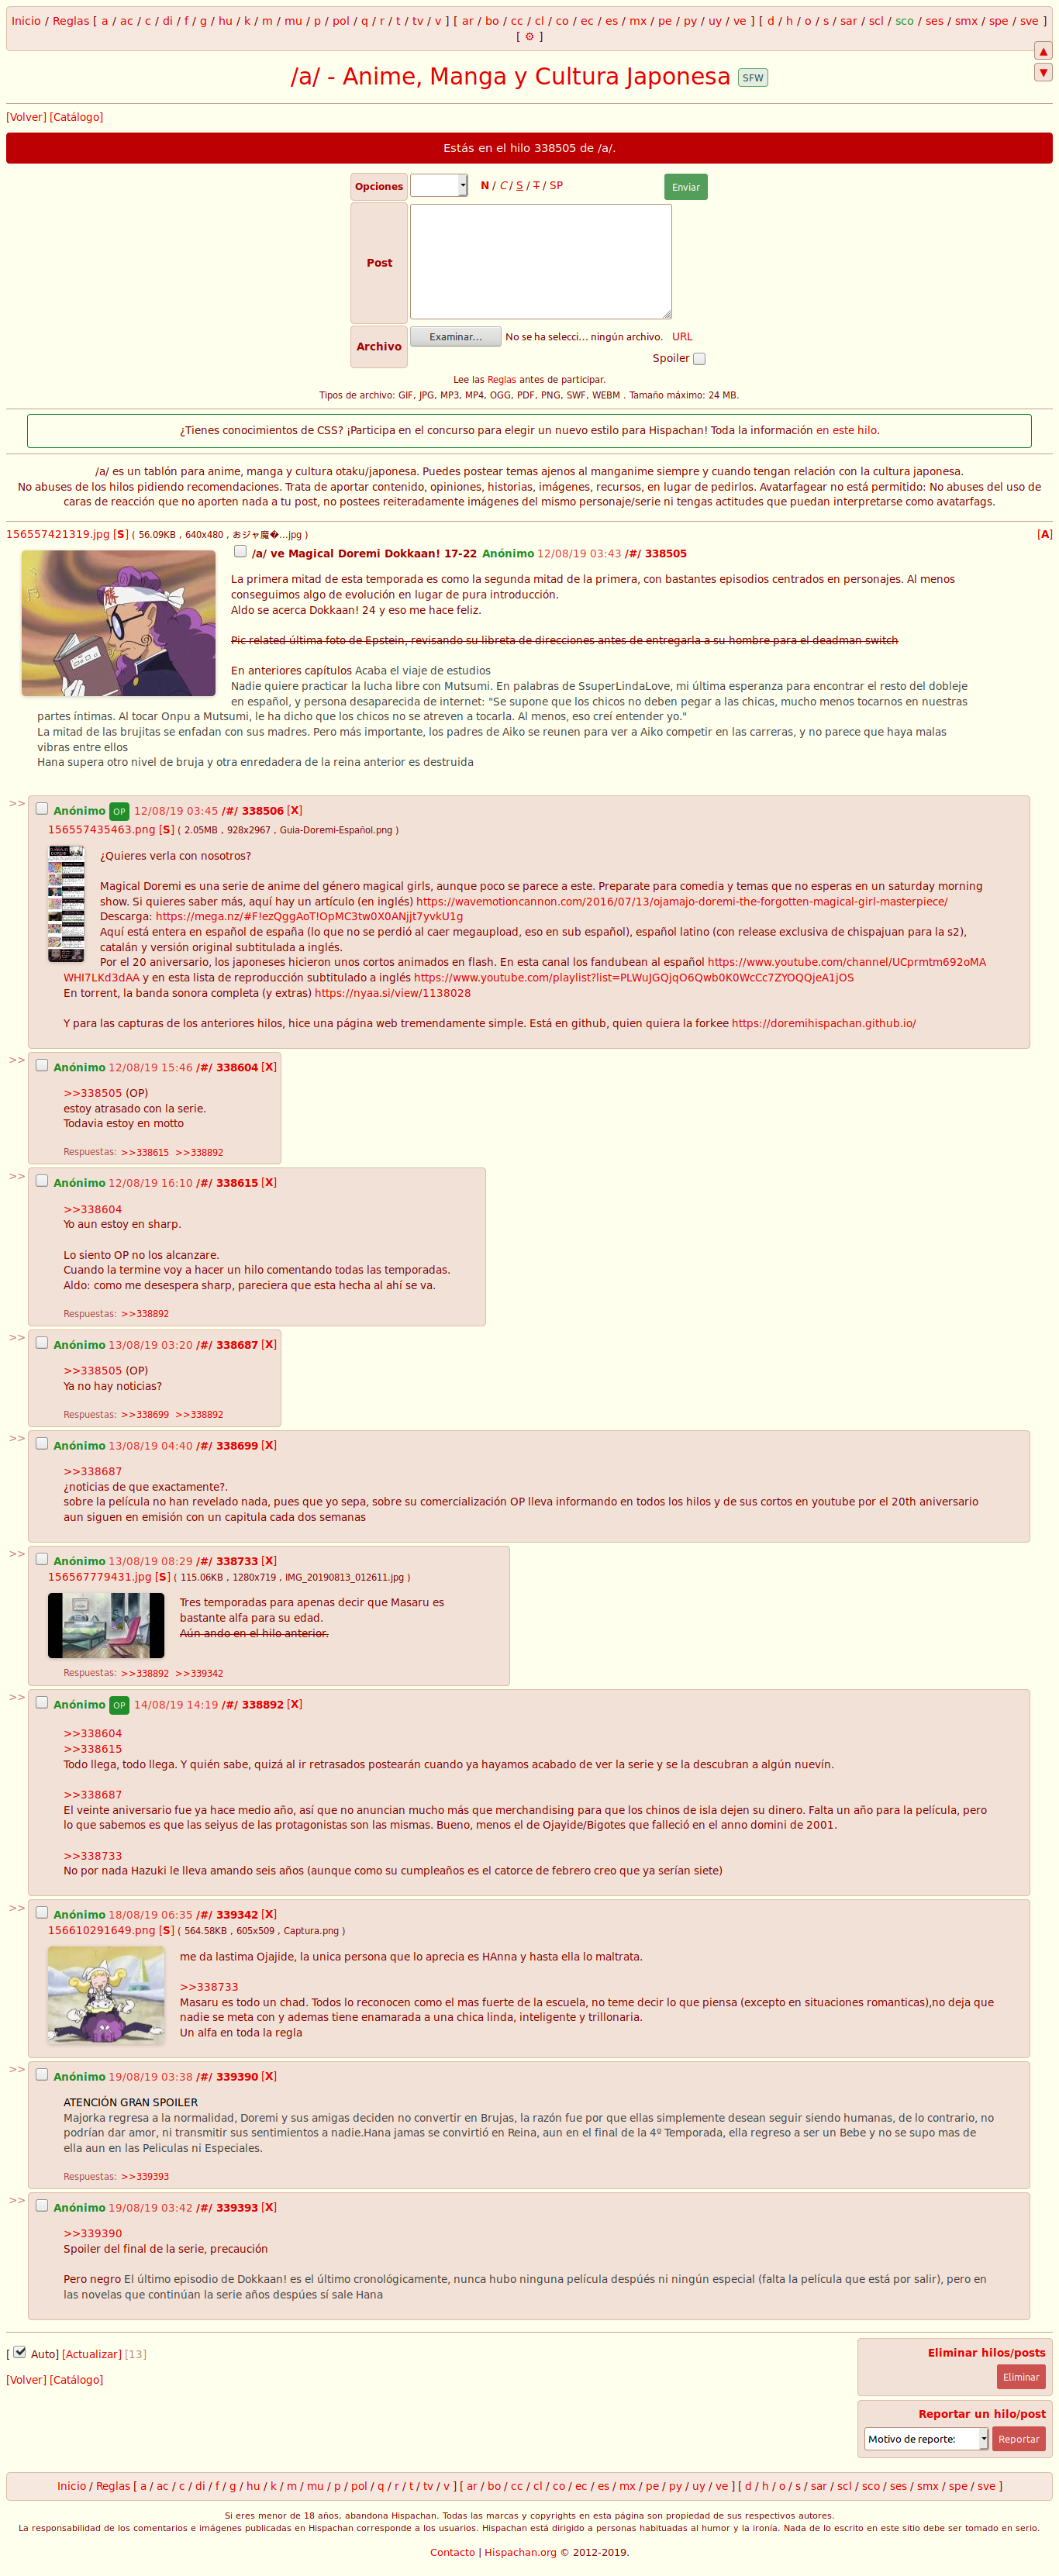 Inicio / Reglas [ a / ac / c / di / f / g / hu / k / m / mu / p / pol / q / r / t / tv / v ] [ ar / bo / cc / cl / co / ec / es / mx / pe / py / uy / ve ] [ d / h / o / s / sar / scl / sco / ses / smx / spe / sve ]
[ ⚙ ]
▲
▼
/a/ - Anime, Manga y Cultura Japonesa SFW
[Volver] [Catálogo]
Estás en el hilo 338505 de /a/.
Opciones N / C / S / T / SP Enviar
Post
Archivo Examinar... No se ha selecci... ningún archivo. URL
Spoiler
Lee las Reglas antes de participar.
Tipos de archivo: GIF, JPG, MP3, MP4, OGG, PDF, PNG, SWF, WEBM . Tamaño máximo: 24 MB.
¿Tienes conocimientos de CSS? ¡Participa en el concurso para elegir un nuevo estilo para Hispachan! Toda la información en este hilo.
/a/ es un tablón para anime, manga y cultura otaku/japonesa. Puedes postear temas ajenos al manganime siempre y cuando tengan relación con la cultura japonesa.
No abuses de los hilos pidiendo recomendaciones. Trata de aportar contenido, opiniones, historias, imágenes, recursos, en lugar de pedirlos. Avatarfagear no está permitido: No abuses del uso de
caras de reacción que no aporten nada a tu post, no postees reiteradamente imágenes del mismo personaje/serie ni tengas actitudes que puedan interpretarse como avatarfags.
156557421319.jpg [S] ( 56.09KB , 640x480 , おジャ魔�...jpg ) [A]
/a/ ve Magical Doremi Dokkaan! 17-22 Anónimo 12/08/19 03:43 /#/ 338505
La primera mitad de esta temporada es como la segunda mitad de la primera, con bastantes episodios centrados en personajes. Al menos
conseguimos algo de evolución en lugar de pura introducción.
Aldo se acerca Dokkaan! 24 y eso me hace feliz.
Pic related última foto de Epstein, revisando su libreta de direcciones antes de entregarla a su hombre para el deadman switch
En anteriores capítulos Acaba el viaje de estudios
Nadie quiere practicar la lucha libre con Mutsumi. En palabras de SsuperLindaLove, mi última esperanza para encontrar el resto del dobleje
en español, y persona desaparecida de internet: "Se supone que los chicos no deben pegar a las chicas, mucho menos tocarnos en nuestras
partes íntimas. Al tocar Onpu a Mutsumi, le ha dicho que los chicos no se atreven a tocarla. Al menos, eso creí entender yo."
La mitad de las brujitas se enfadan con sus madres. Pero más importante, los padres de Aiko se reunen para ver a Aiko competir en las carreras, y no parece que haya malas
vibras entre ellos
Hana supera otro nivel de bruja y otra enredadera de la reina anterior es destruida
>> Anónimo OP 12/08/19 03:45 /#/ 338506 [X]
156557435463.png [S] ( 2.05MB , 928x2967 , Guia-Doremi-Español.png )
¿Quieres verla con nosotros?
Magical Doremi es una serie de anime del género magical girls, aunque poco se parece a este. Preparate para comedia y temas que no esperas en un saturday morning
show. Si quieres saber más, aquí hay un artículo (en inglés) https://wavemotioncannon.com/2016/07/13/ojamajo-doremi-the-forgotten-magical-girl-masterpiece/
Descarga: https://mega.nz/#F!ezQggAoT!OpMC3tw0X0ANjjt7yvkU1g
Aquí está entera en español de españa (lo que no se perdió al caer megaupload, eso en sub español), español latino (con release exclusiva de chispajuan para la s2),
catalán y versión original subtitulada a inglés.
Por el 20 aniversario, los japoneses hicieron unos cortos animados en flash. En esta canal los fandubean al español https://www.youtube.com/channel/UCprmtm692oMA
WHI7LKd3dAA y en esta lista de reproducción subtitulado a inglés https://www.youtube.com/playlist?list=PLWuJGQjqO6Qwb0K0WcCc7ZYOQQjeA1jOS
En torrent, la banda sonora completa (y extras) https://nyaa.si/view/1138028
Y para las capturas de los anteriores hilos, hice una página web tremendamente simple. Está en github, quien quiera la forkee https://doremihispachan.github.io/
>> Anónimo 12/08/19 15:46 /#/ 338604 [X]
>>338505 (OP)
estoy atrasado con la serie.
Todavia estoy en motto
Respuestas: >>338615 >>338892
>> Anónimo 12/08/19 16:10 /#/ 338615 [X]
>>338604
Yo aun estoy en sharp.
Lo siento OP no los alcanzare.
Cuando la termine voy a hacer un hilo comentando todas las temporadas.
Aldo: como me desespera sharp, pareciera que esta hecha al ahí se va.
Respuestas: >>338892
>> Anónimo 13/08/19 03:20 /#/ 338687 [X]
>>338505 (OP)
Ya no hay noticias?
Respuestas: >>338699 >>338892
>> Anónimo 13/08/19 04:40 /#/ 338699 [X]
>>338687
¿noticias de que exactamente?.
sobre la película no han revelado nada, pues que yo sepa, sobre su comercialización OP lleva informando en todos los hilos y de sus cortos en youtube por el 20th aniversario
aun siguen en emisión con un capitula cada dos semanas
>> Anónimo 13/08/19 08:29 /#/ 338733 [X]
156567779431.jpg [S] ( 115.06KB , 1280x719 , IMG_20190813_012611.jpg )
Tres temporadas para apenas decir que Masaru es
bastante alfa para su edad.
Aún ando en el hilo anterior.
Respuestas: >>338892 >>339342
>> Anónimo OP 14/08/19 14:19 /#/ 338892 [X]
>>338604
>>338615
Todo llega, todo llega. Y quién sabe, quizá al ir retrasados postearán cuando ya hayamos acabado de ver la serie y se la descubran a algún nuevín.
>>338687
El veinte aniversario fue ya hace medio año, así que no anuncian mucho más que merchandising para que los chinos de isla dejen su dinero. Falta un año para la película, pero
lo que sabemos es que las seiyus de las protagonistas son las mismas. Bueno, menos el de Ojayide/Bigotes que falleció en el anno domini de 2001.
>>338733
No por nada Hazuki le lleva amando seis años (aunque como su cumpleaños es el catorce de febrero creo que ya serían siete)
>> Anónimo 18/08/19 06:35 /#/ 339342 [X]
156610291649.png [S] ( 564.58KB , 605x509 , Captura.png )
me da lastima Ojajide, la unica persona que lo aprecia es HAnna y hasta ella lo maltrata.
>>338733
Masaru es todo un chad. Todos lo reconocen como el mas fuerte de la escuela, no teme decir lo que piensa (excepto en situaciones romanticas),no deja que
nadie se meta con y ademas tiene enamarada a una chica linda, inteligente y trillonaria.
Un alfa en toda la regla
>> Anónimo 19/08/19 03:38 /#/ 339390 [X]
ATENCIÓN GRAN SPOILER
Majorka regresa a la normalidad, Doremi y sus amigas deciden no convertir en Brujas, la razón fue por que ellas simplemente desean seguir siendo humanas, de lo contrario, no
podrían dar amor, ni transmitir sus sentimientos a nadie.Hana jamas se convirtió en Reina, aun en el final de la 4º Temporada, ella regreso a ser un Bebe y no se supo mas de
ella aun en las Peliculas ni Especiales.
Respuestas: >>339393
>> Anónimo 19/08/19 03:42 /#/ 339393 [X]
>>339390
Spoiler del final de la serie, precaución
Pero negro El último episodio de Dokkaan! es el último cronológicamente, nunca hubo ninguna película despúés ni ningún especial (falta la película que está por salir), pero en
las novelas que continúan la serie años despúes sí sale Hana
[ Auto] [Actualizar] [13]
[Volver] [Catálogo]
Eliminar hilos/posts
Eliminar
Reportar un hilo/post
Motivo de reporte: Reportar
Inicio / Reglas [ a / ac / c / di / f / g / hu / k / m / mu / p / pol / q / r / t / tv / v ] [ ar / bo / cc / cl / co / ec / es / mx / pe / py / uy / ve ] [ d / h / o / s / sar / scl / sco / ses / smx / spe / sve ]
Si eres menor de 18 años, abandona Hispachan. Todas las marcas y copyrights en esta página son propiedad de sus respectivos autores.
La responsabilidad de los comentarios e imágenes publicadas en Hispachan corresponde a los usuarios. Hispachan está dirigido a personas habituadas al humor y la ironía. Nada de lo escrito en este sitio debe ser tomado en serio.
Contacto | Hispachan.org © 2012-2019.